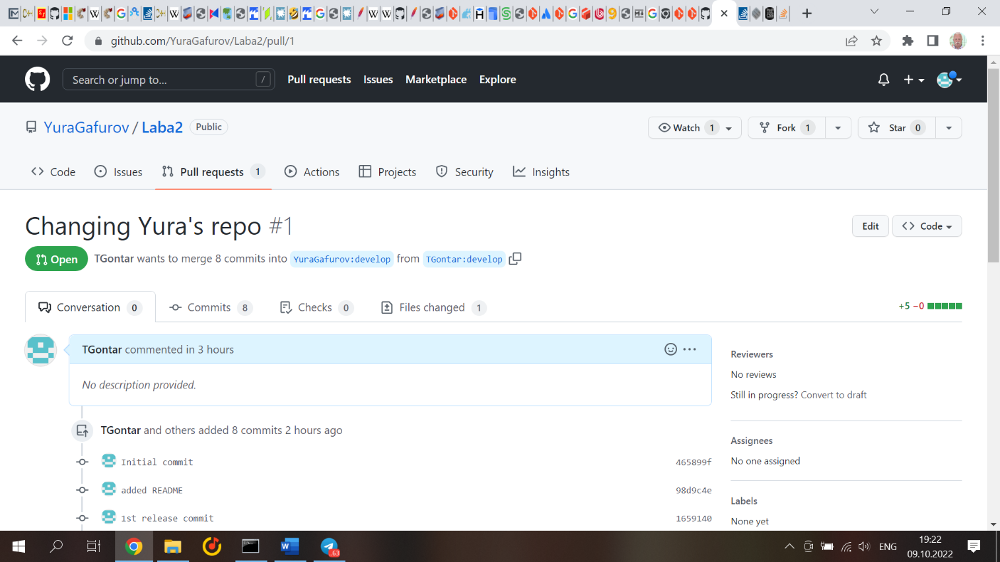 github.com/YuraGafurov/Laba2/pull/1
Search or jump to... /
Pull requests Issues Marketplace Explore
YuraGafurov / Laba2 Public
Watch 1 Fork 1 Star 0
Code Issues Pull requests 1 Actions Projects Security Insights
Changing Yura's repo #1
Edit Code
Open TGontar wants to merge 8 commits into YuraGafurov:develop from TGontar:develop
Conversation 0 Commits 8 Checks 0 Files changed 1
+5 −0
TGontar commented in 3 hours
No description provided.
TGontar and others added 8 commits 2 hours ago
Initial commit 465899f
added README 98d9c4e
1st release commit 1659140
Reviewers
No reviews
Still in progress? Convert to draft
Assignees
No one assigned
Labels
None yet
63
ENG
19:22
09.10.2022